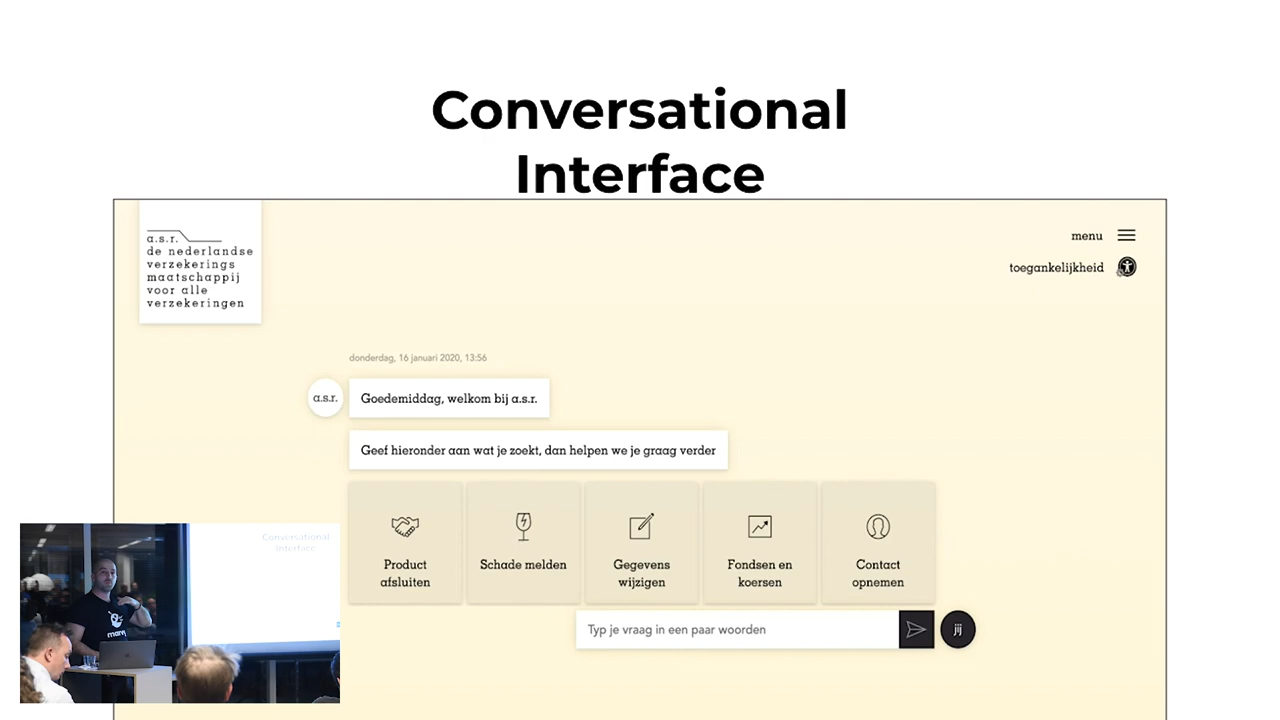 Conversational
Interface
a.s.r.
de nederlandse
verzekerings
maatschappij
voor alle
verzekeringen
menu
toegankelijkheid
donderdag, 16 januari 2020, 13:56
a.s.r.
Goedemiddag, welkom bij a.s.r.
Geef hieronder aan wat je zoekt, dan helpen we je graag verder
Product
afsluiten
Schade melden
Gegevens
wijzigen
Fondsen en
koersen
Contact
opnemen
Typ je vraag in een paar woorden
jij
Conversational
Interface